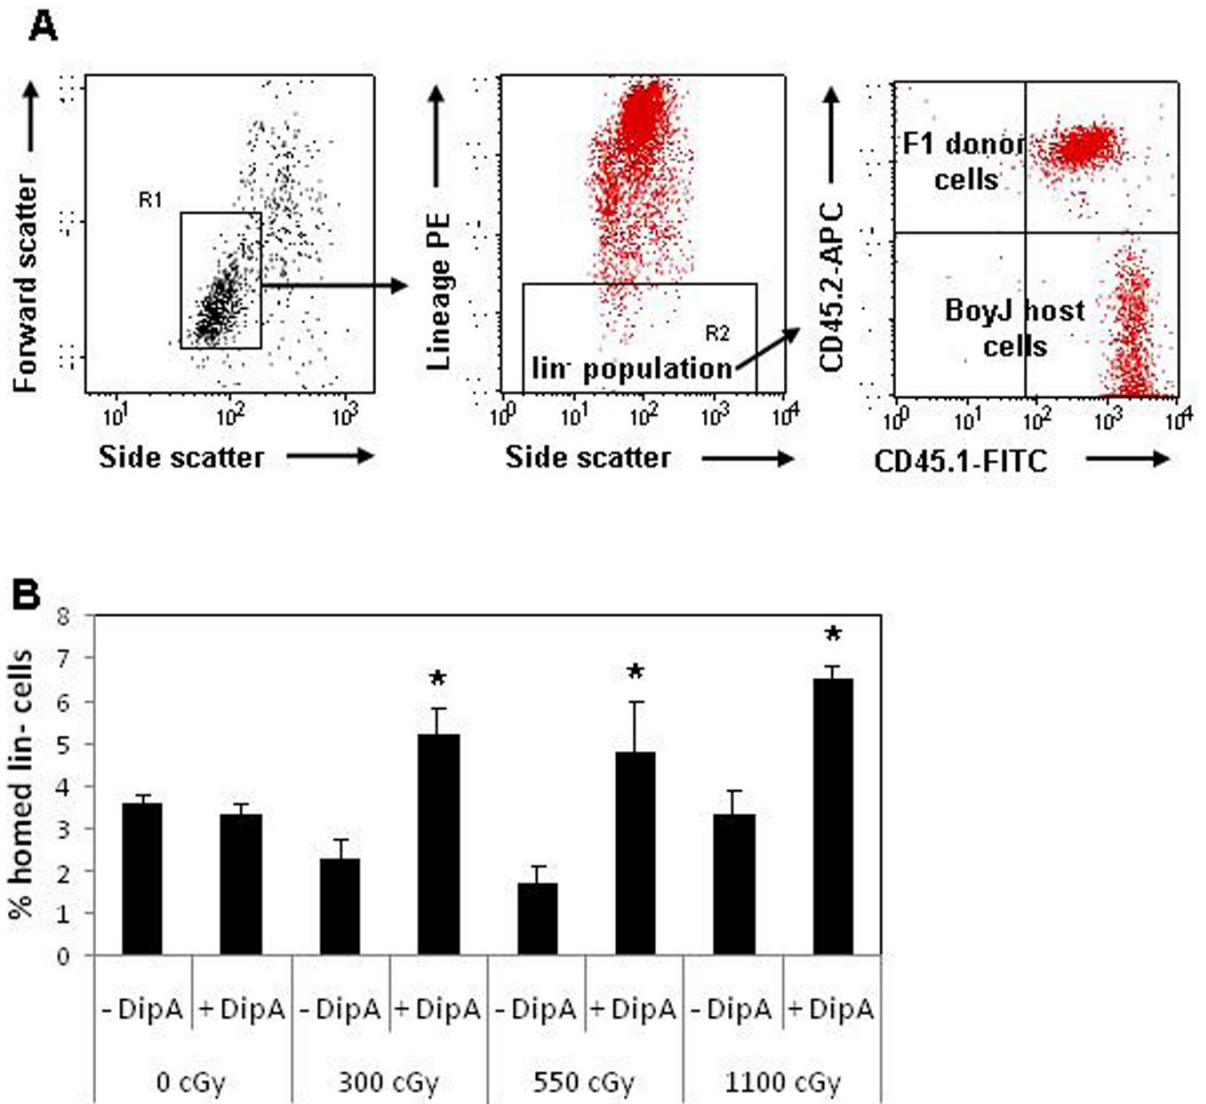 A
Forward scatter
R1
10¹ 10² 10³
Side scatter
Lineage PE
R2
lin⁻ population
10⁰ 10¹ 10² 10³ 10⁴
Side scatter
CD45.2-APC
F1 donor
cells
BoyJ host
cells
10⁰ 10¹ 10² 10³ 10⁴
CD45.1-FITC
B
% homed lin- cells
8
7
6
5
4
3
2
1
0
*
*
*
- DipA + DipA - DipA + DipA - DipA + DipA - DipA + DipA
0 cGy 300 cGy 550 cGy 1100 cGy